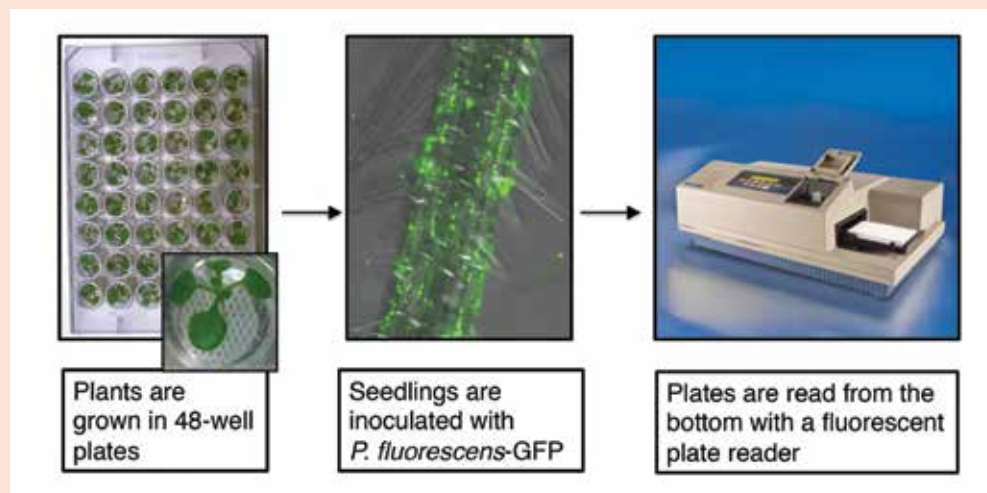 Plants are
grown in 48-well
plates
Seedlings are
inoculated with
P. fluorescens-GFP
Plates are read from the
bottom with a fluorescent
plate reader